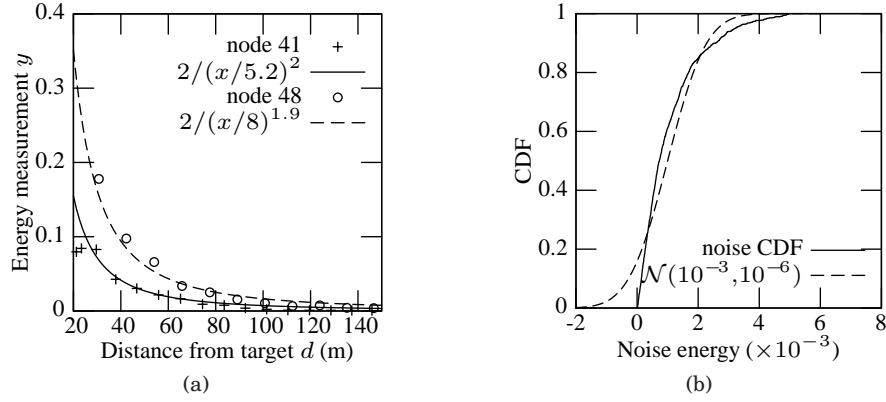 0.4
0.3
0.2
0.1
0
Energy measurement y
node 41
2/(x/5.2)²
node 48
2/(x/8)¹·⁹
20 40 60 80 100 120 140
Distance from target d (m)
(a)
1
0.8
0.6
0.4
0.2
0
CDF
noise CDF
𝒩(10⁻³,10⁻⁶)
-2 0 2 4 6 8
Noise energy (×10⁻³)
(b)